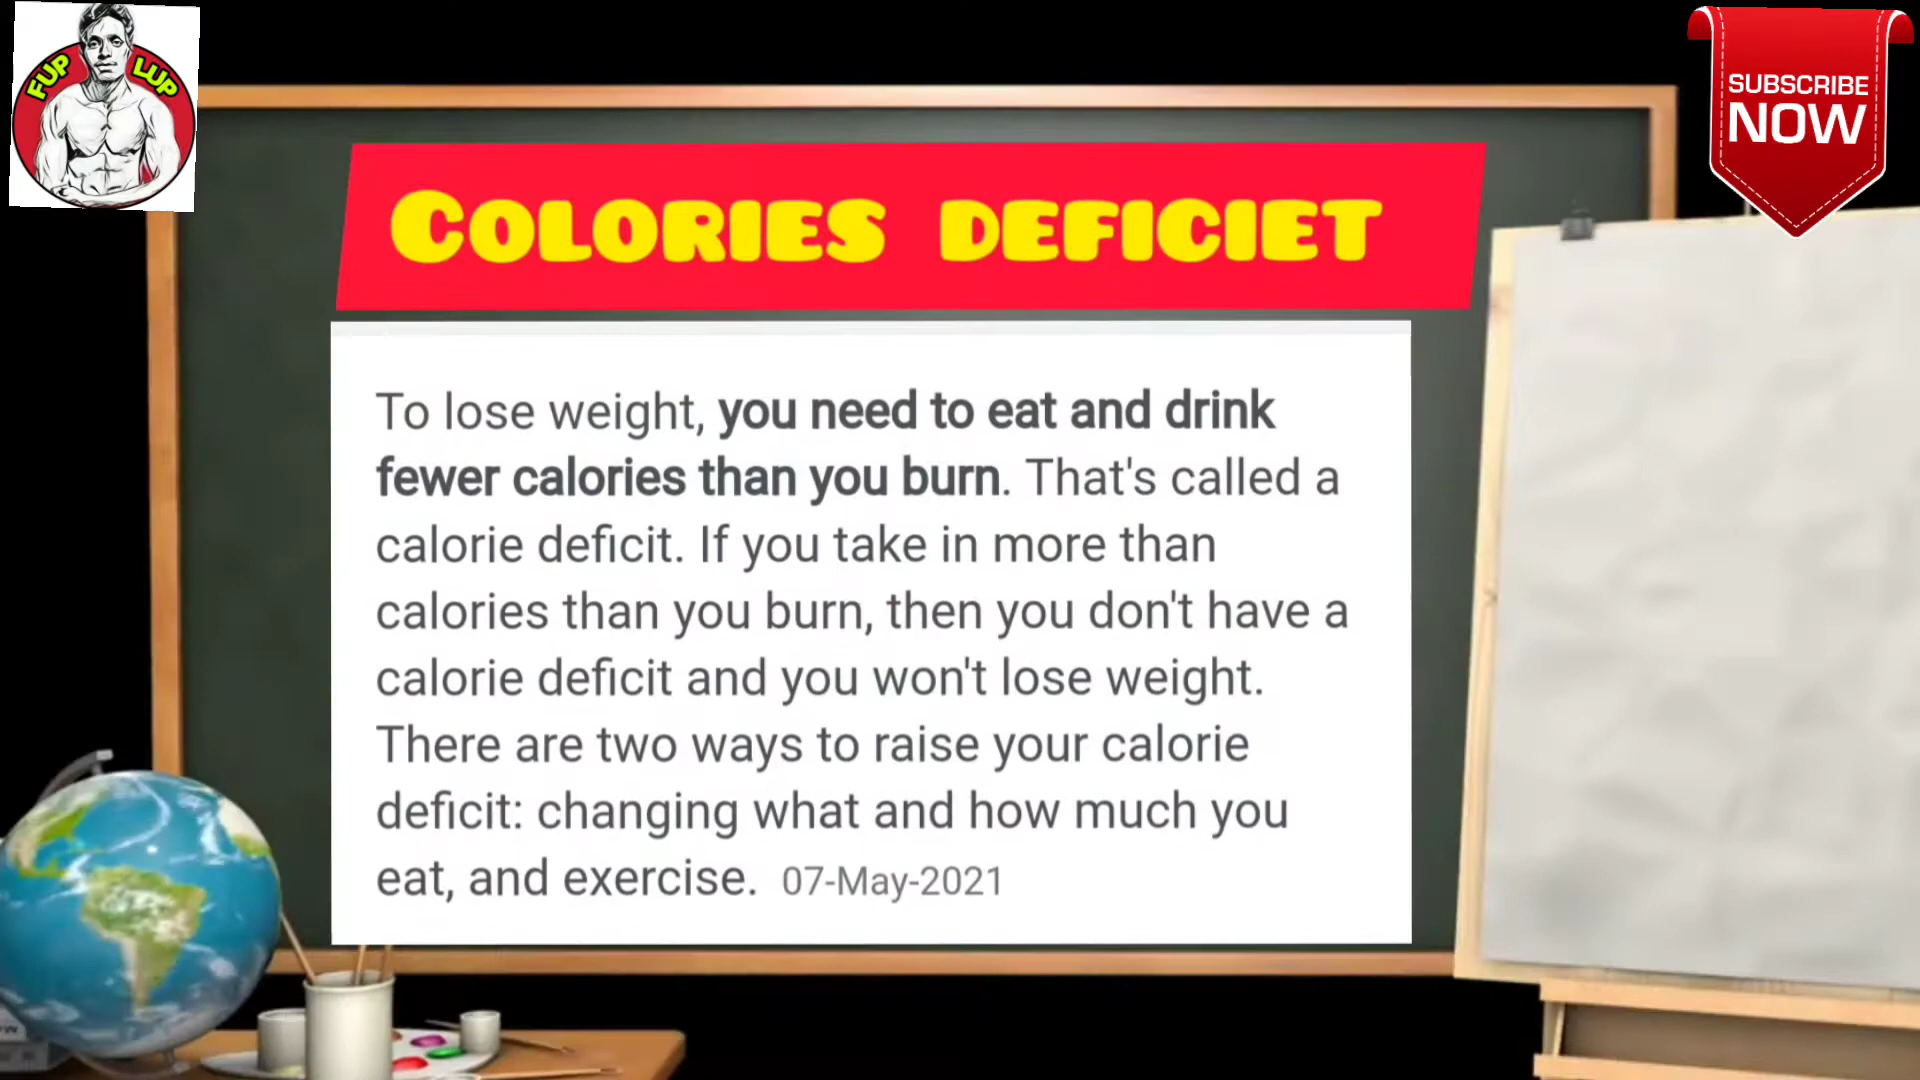 FUP LUP
SUBSCRIBE
NOW
COLORIES DEFICIET
To lose weight, you need to eat and drink
fewer calories than you burn. That's called a
calorie deficit. If you take in more than
calories than you burn, then you don't have a
calorie deficit and you won't lose weight.
There are two ways to raise your calorie
deficit: changing what and how much you
eat, and exercise. 07-May-2021